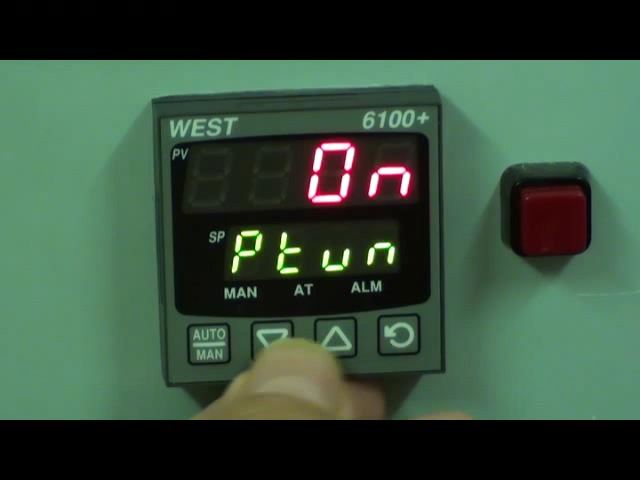 WEST 6100+
PV On
SP Ptun
MAN AT ALM
AUTO
MAN